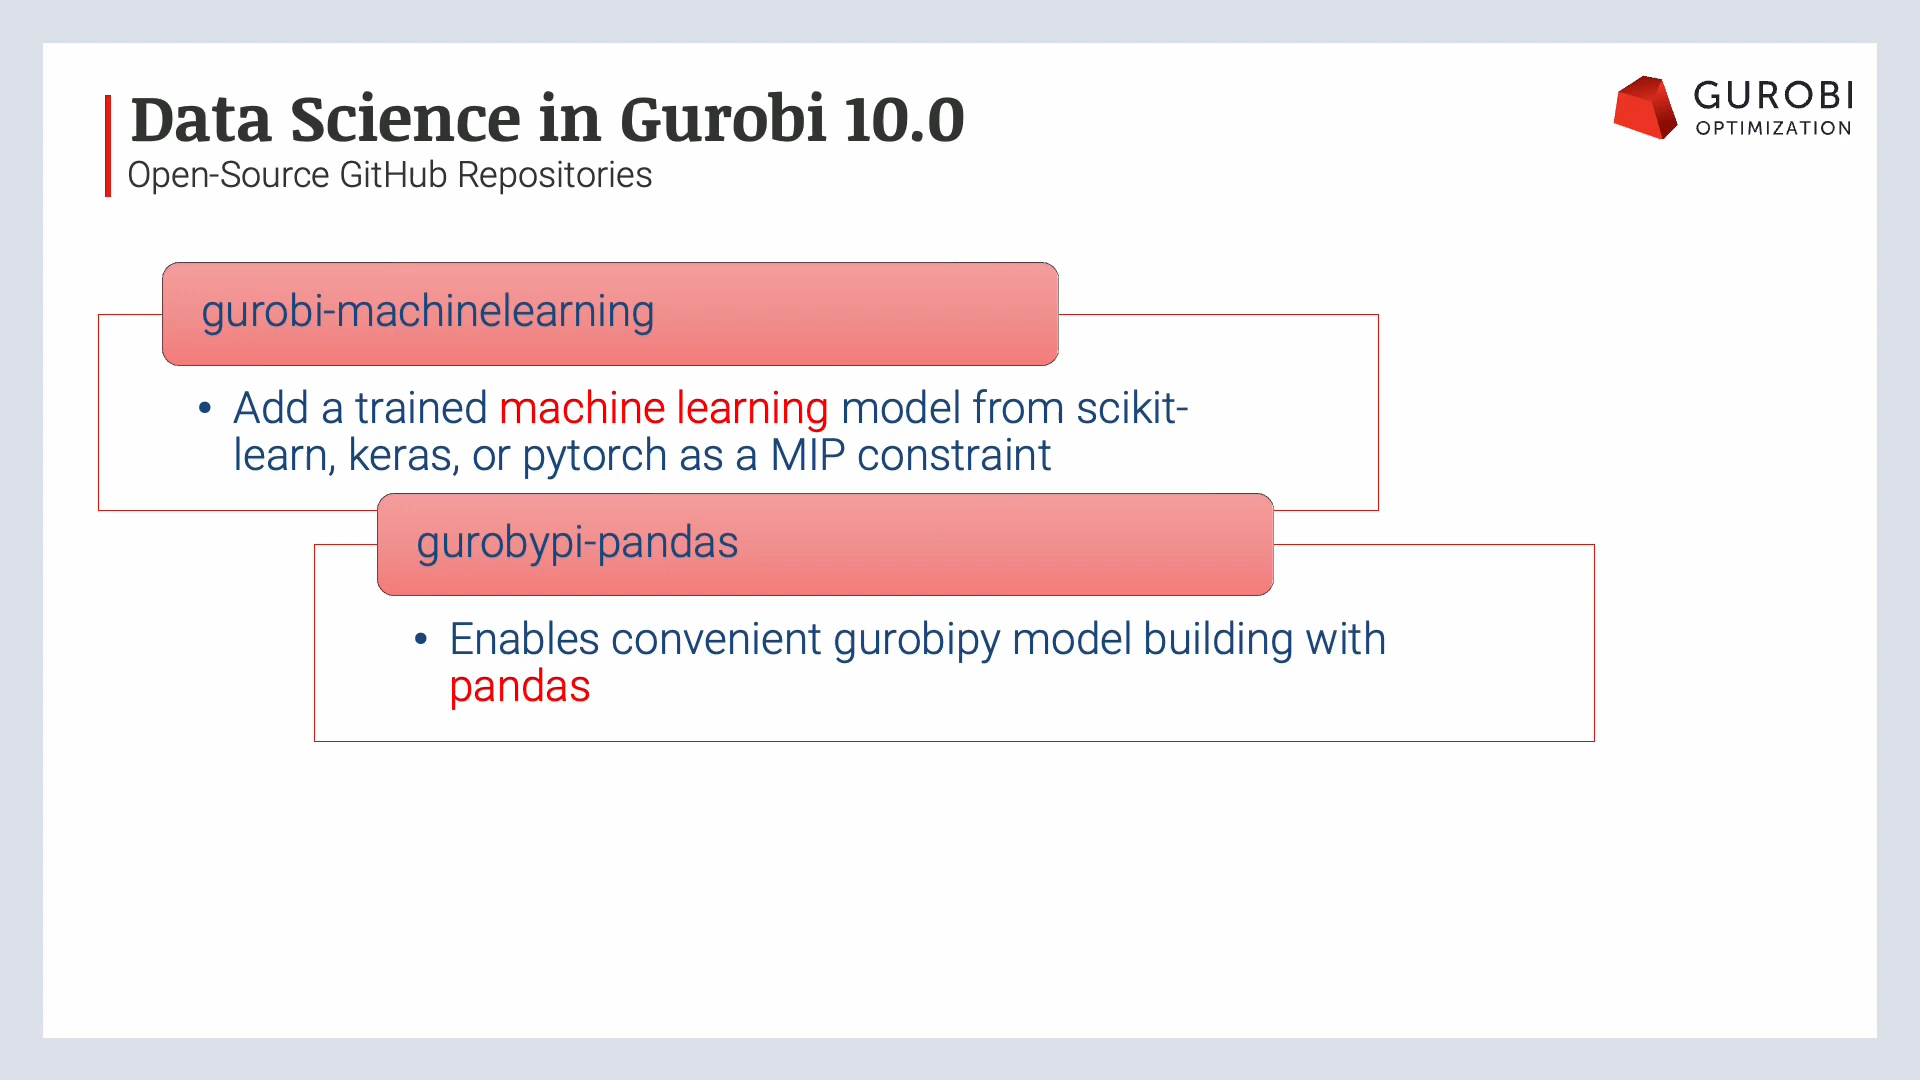 Data Science in Gurobi 10.0
Open-Source GitHub Repositories
GUROBI
OPTIMIZATION
gurobi-machinelearning
• Add a trained machine learning model from scikit-
learn, keras, or pytorch as a MIP constraint
gurobypi-pandas
• Enables convenient gurobipy model building with
pandas